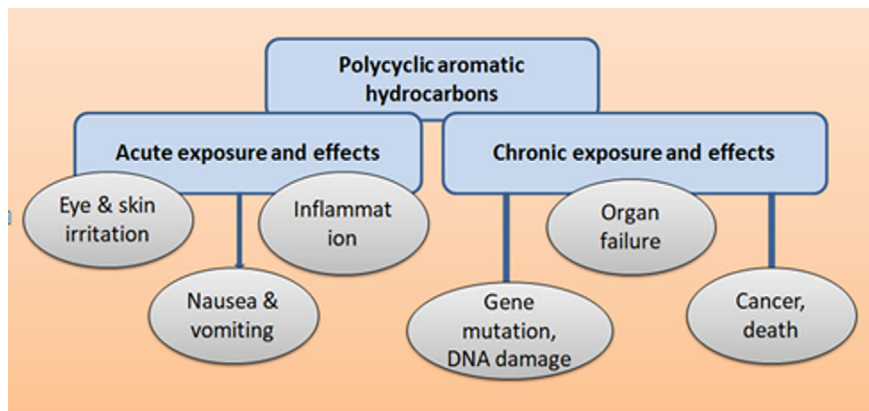 Polycyclic aromatic
hydrocarbons
Acute exposure and effects
Chronic exposure and effects
Eye & skin
irritation
Inflammat
ion
Organ
failure
Nausea &
vomiting
Gene
mutation,
DNA damage
Cancer,
death